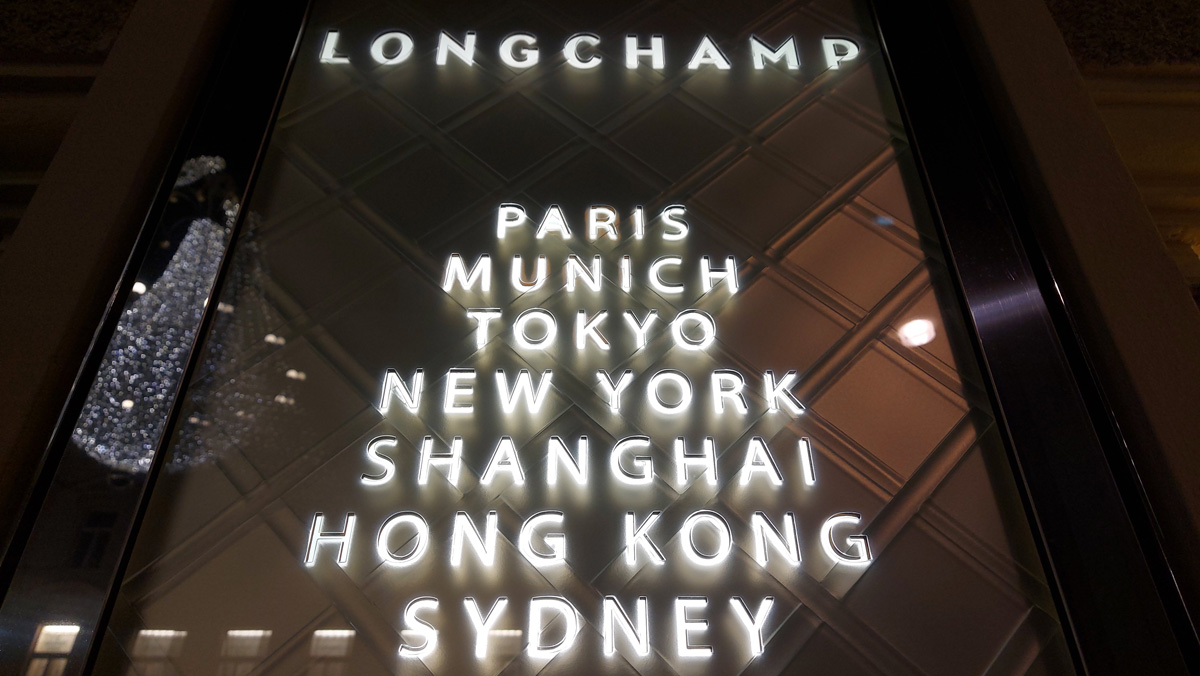 LONGCHAMP
PARIS
MUNICH
TOKYO
NEW YORK
SHANGHAI
HONG KONG
SYDNEY